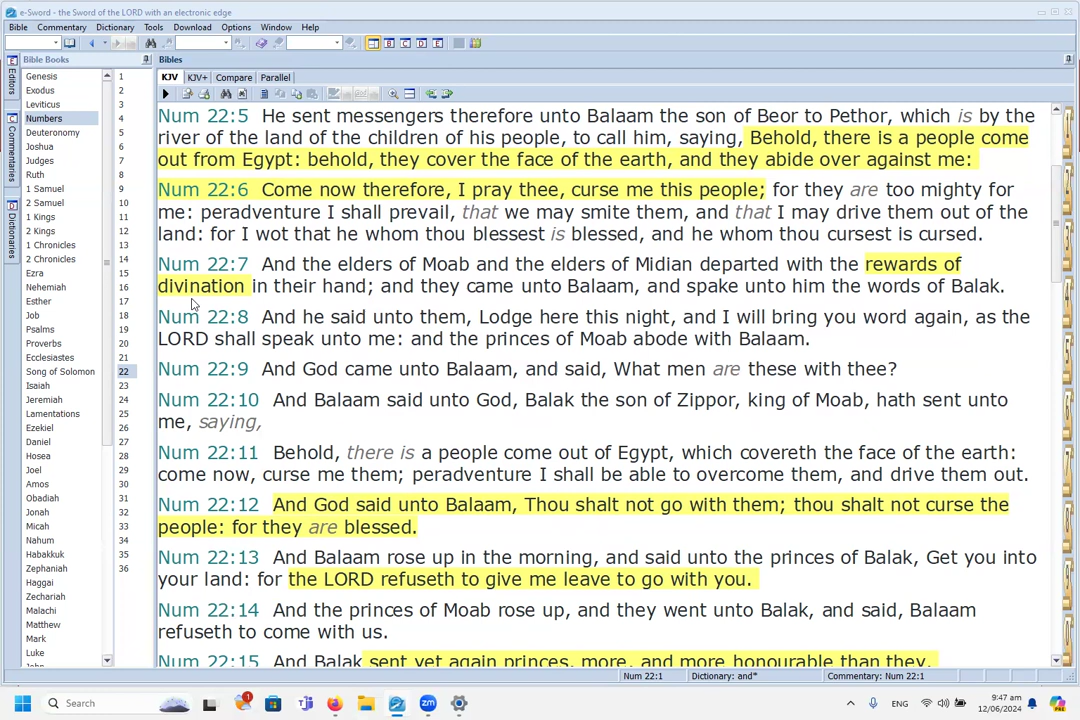 e-Sword - the Sword of the LORD with an electronic edge
Bible Commentary Dictionary Tools Download Options Window Help
B C D E
Bible Books
Bibles
KJV KJV+ Compare Parallel
Editors
Commentaries
Dictionaries
Genesis 1
Exodus 2
Leviticus 3
Numbers 4
Deuteronomy 5
Joshua 6
Judges 7
Ruth 8
1 Samuel 9
2 Samuel 10
1 Kings 11
2 Kings 12
1 Chronicles 13
2 Chronicles 14
Ezra 15
Nehemiah 16
Esther 17
Job 18
Psalms 19
Proverbs 20
Ecclesiastes 21
Song of Solomon 22
Isaiah 23
Jeremiah 24
Lamentations 25
Ezekiel 26
Daniel 27
Hosea 28
Joel 29
Amos 30
Obadiah 31
Jonah 32
Micah 33
Nahum 34
Habakkuk 35
Zephaniah 36
Haggai
Zechariah
Malachi
Matthew
Mark
Luke
John
Num 22:5 He sent messengers therefore unto Balaam the son of Beor to Pethor, which is by the
river of the land of the children of his people, to call him, saying, Behold, there is a people come
out from Egypt: behold, they cover the face of the earth, and they abide over against me:
Num 22:6 Come now therefore, I pray thee, curse me this people; for they are too mighty for
me: peradventure I shall prevail, that we may smite them, and that I may drive them out of the
land: for I wot that he whom thou blessest is blessed, and he whom thou cursest is cursed.
Num 22:7 And the elders of Moab and the elders of Midian departed with the rewards of
divination in their hand; and they came unto Balaam, and spake unto him the words of Balak.
Num 22:8 And he said unto them, Lodge here this night, and I will bring you word again, as the
LORD shall speak unto me: and the princes of Moab abode with Balaam.
Num 22:9 And God came unto Balaam, and said, What men are these with thee?
Num 22:10 And Balaam said unto God, Balak the son of Zippor, king of Moab, hath sent unto
me, saying,
Num 22:11 Behold, there is a people come out of Egypt, which covereth the face of the earth:
come now, curse me them; peradventure I shall be able to overcome them, and drive them out.
Num 22:12 And God said unto Balaam, Thou shalt not go with them; thou shalt not curse the
people: for they are blessed.
Num 22:13 And Balaam rose up in the morning, and said unto the princes of Balak, Get you into
your land: for the LORD refuseth to give me leave to go with you.
Num 22:14 And the princes of Moab rose up, and they went unto Balak, and said, Balaam
refuseth to come with us.
Num 22:15 And Balak sent yet again princes, more, and more honourable than they.
Num 22:1 Dictionary: and* Commentary: Num 22:1
Search
1
ENG
9:47 am
12/06/2024
PRE